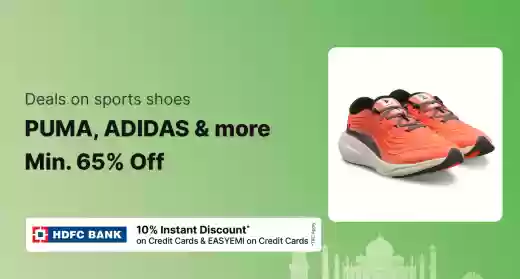 Deals on sports shoes
PUMA, ADIDAS & more
Min. 65% Off
HDFC BANK
10% Instant Discount*
on Credit Cards & EASYEMI on Credit Cards
*T&C Apply